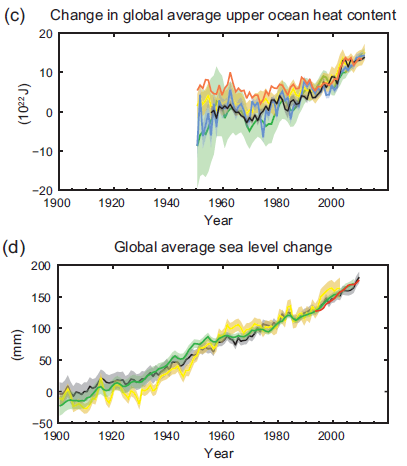 (c) Change in global average upper ocean heat content
20
10
0
−10
−20
(10²² J)
1900 1920 1940 1960 1980 2000
Year
(d) Global average sea level change
200
150
100
50
0
−50
(mm)
1900 1920 1940 1960 1980 2000
Year